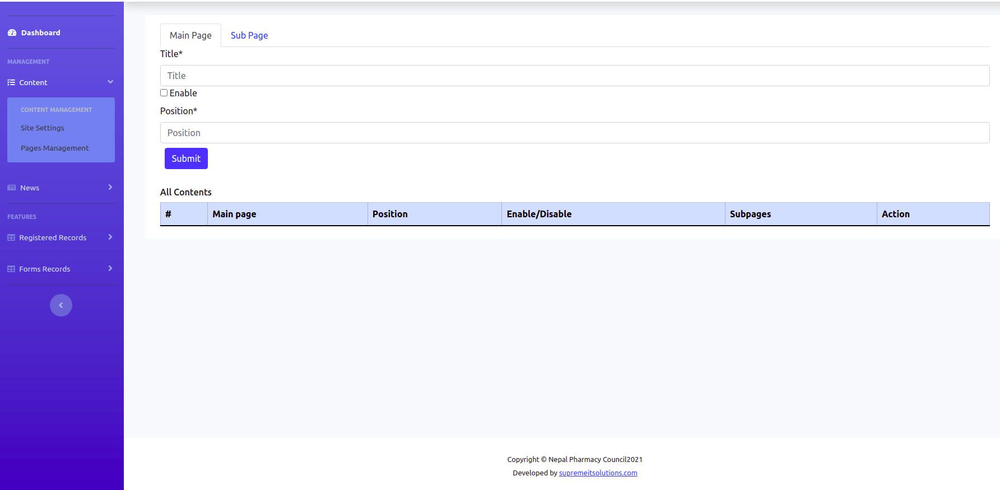 Dashboard
MANAGEMENT
Content
CONTENT MANAGEMENT
Site Settings
Pages Management
News
FEATURES
Registered Records
Forms Records
Main Page Sub Page
Title*
Title
Enable
Position*
Position
Submit
All Contents
# Main page Position Enable/Disable Subpages Action
Copyright © Nepal Pharmacy Council2021
Developed by supremeitsolutions.com